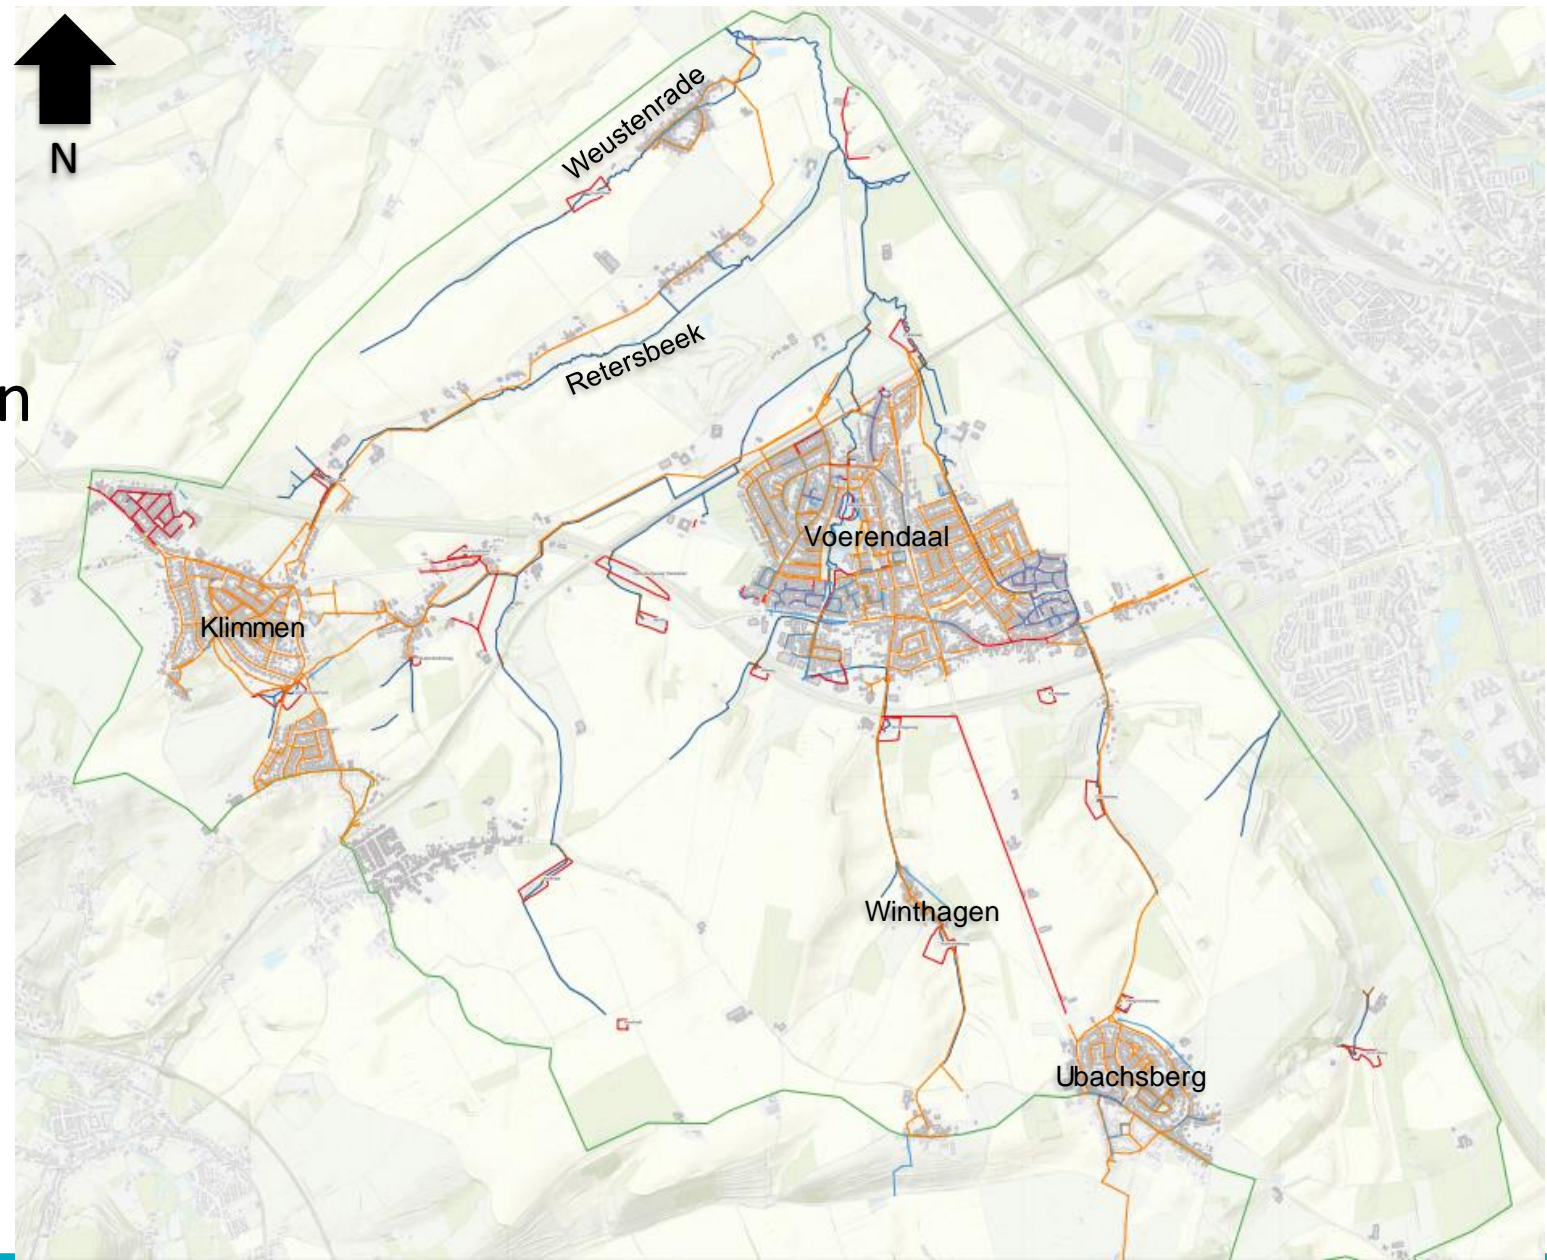 N
Weustenrade
Retersbeek
n
Voerendaal
Klimmen
Winthagen
Ubachsberg